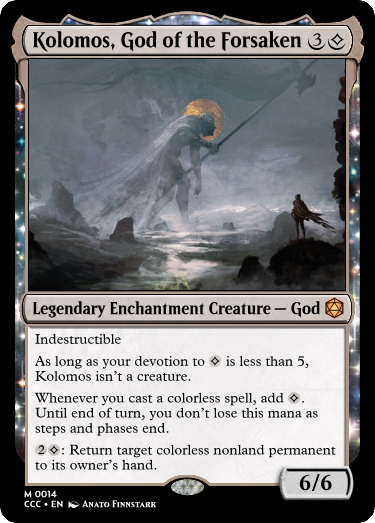 Kolomos, God of the Forsaken 3
Legendary Enchantment Creature — God
Indestructible
As long as your devotion to is less than 5,
Kolomos isn't a creature.
Whenever you cast a colorless spell, add .
Until end of turn, you don't lose this mana as
steps and phases end.
2 : Return target colorless nonland permanent
to its owner's hand.
6/6
M 0014
CCC • EN Anato Finnstark